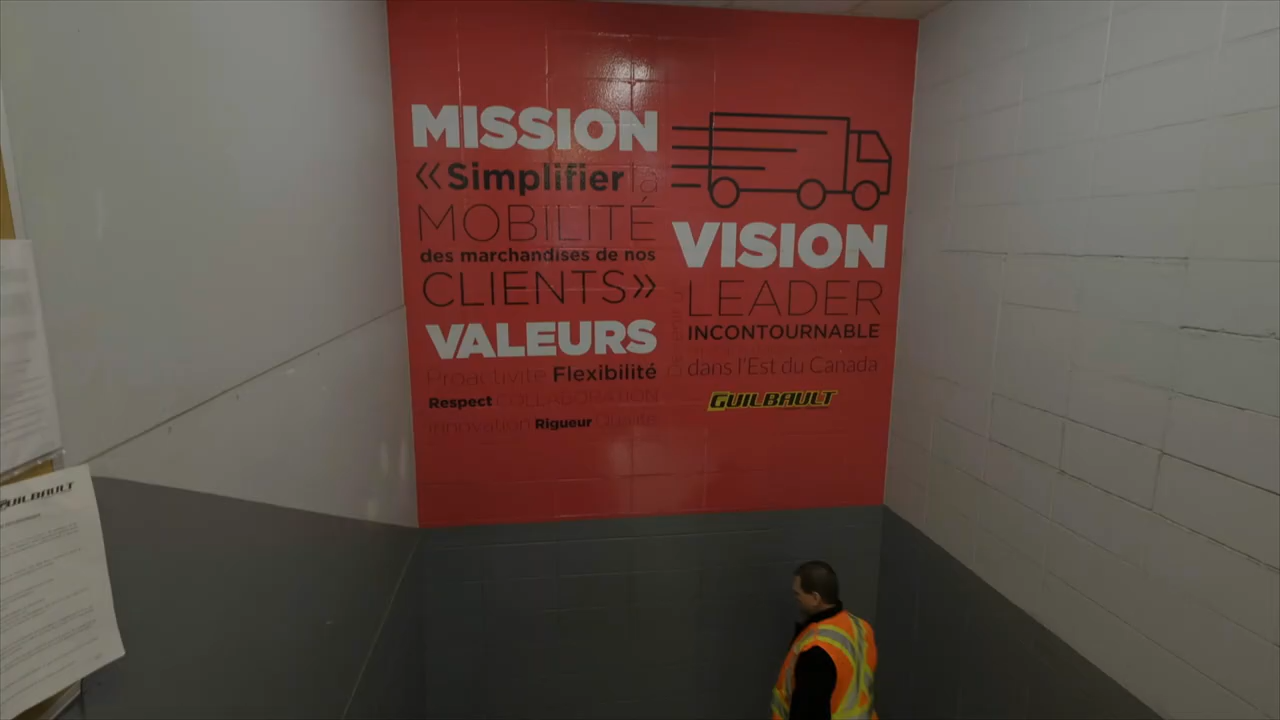 MISSION
«Simplifier la
MOBILITÉ
des marchandises de nos
CLIENTS»
VALEURS
Proactivité Flexibilité
Respect COLLABORATION
Innovation Rigueur Qualité
VISION
LEADER
INCONTOURNABLE
dans l'Est du Canada
GUILBAULT
GUILBAULT